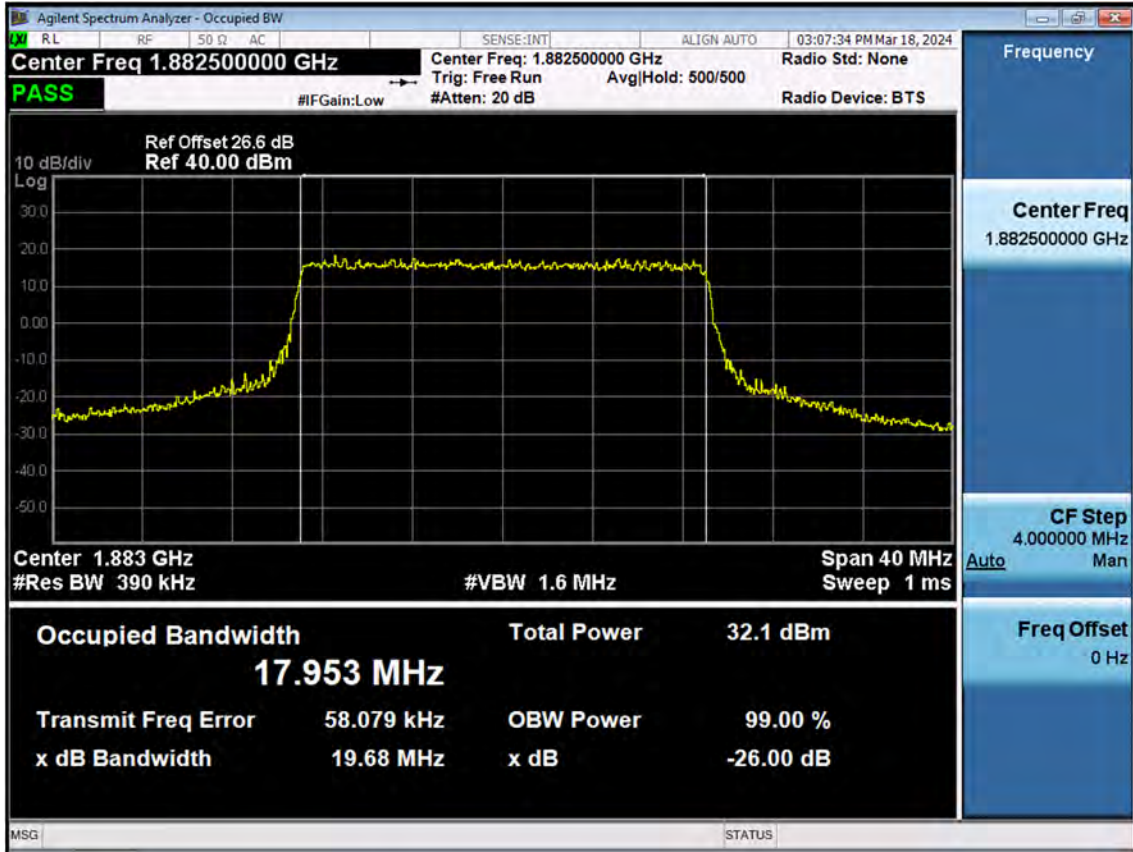 Agilent Spectrum Analyzer - Occupied BW
LXI RL RF 50 Ω AC SENSE:INT ALIGN AUTO 03:07:34 PM Mar 18, 2024
Center Freq 1.882500000 GHz Center Freq: 1.882500000 GHz Radio Std: None
Trig: Free Run Avg|Hold: 500/500
PASS #IFGain:Low #Atten: 20 dB Radio Device: BTS
Ref Offset 26.6 dB
10 dB/div Ref 40.00 dBm
Log
30.0
20.0
10.0
0.00
-10.0
-20.0
-30.0
-40.0
-50.0
Center 1.883 GHz Span 40 MHz
#Res BW 390 kHz #VBW 1.6 MHz Sweep 1 ms
Occupied Bandwidth Total Power 32.1 dBm
17.953 MHz
Transmit Freq Error 58.079 kHz OBW Power 99.00 %
x dB Bandwidth 19.68 MHz x dB -26.00 dB
MSG STATUS
Frequency
Center Freq
1.882500000 GHz
CF Step
4.000000 MHz
Auto Man
Freq Offset
0 Hz